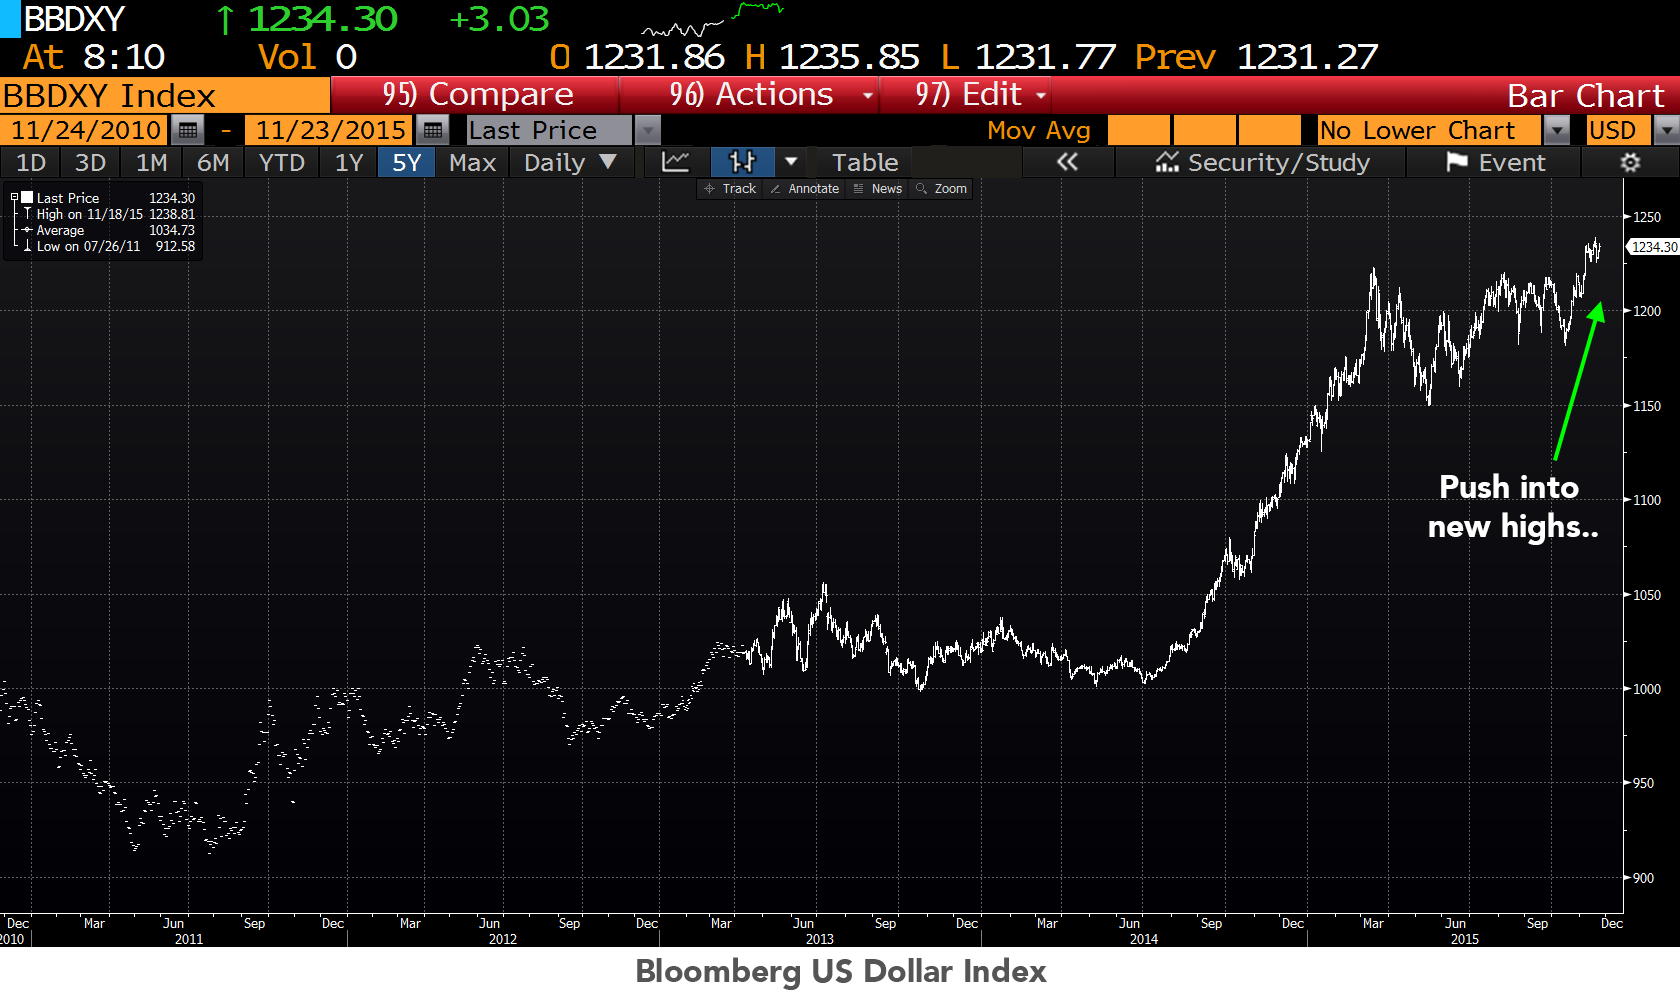 BBDXY ↑ 1234.30 +3.03
At 8:10 Vol 0 O 1231.86 H 1235.85 L 1231.77 Prev 1231.27
BBDXY Index 95) Compare 96) Actions 97) Edit Bar Chart
11/24/2010 - 11/23/2015 Last Price Mov Avg No Lower Chart USD
1D 3D 1M 6M YTD 1Y 5Y Max Daily ▼ Table « Security/Study Event
Track Annotate News Zoom
Last Price 1234.30
High on 11/18/15 1238.81
Average 1034.73
Low on 07/26/11 912.58
1250
1234.30
1200
1150
1100
1050
1000
950
900
Push into
new highs..
Dec Mar Jun Sep Dec Mar Jun Sep Dec Mar Jun Sep Dec Mar Jun Sep Dec Mar Jun Sep Dec
2010 2011 2012 2013 2014 2015
Bloomberg US Dollar Index